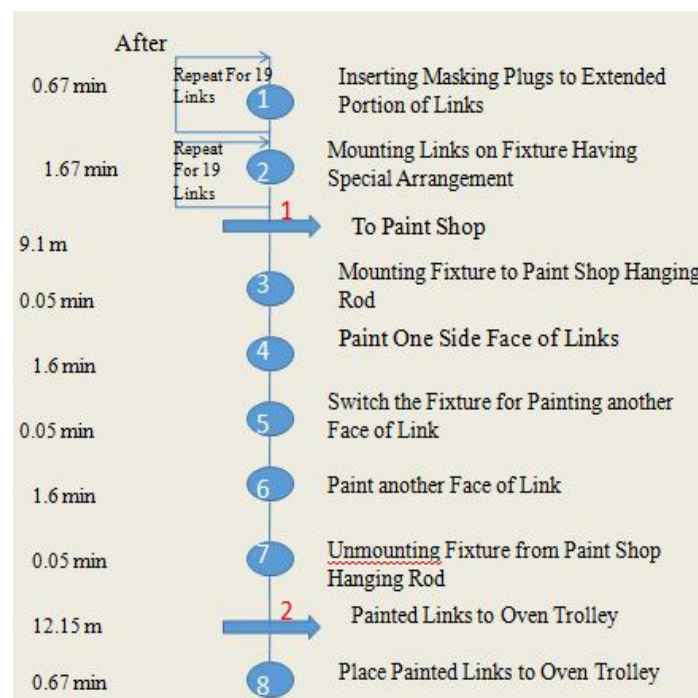 After
0.67 min
Repeat For 19
Links
1
Inserting Masking Plugs to Extended
Portion of Links
1.67 min
Repeat
For 19
Links
2
Mounting Links on Fixture Having
Special Arrangement
1
To Paint Shop
9.1 m
3
Mounting Fixture to Paint Shop Hanging
Rod
0.05 min
4
Paint One Side Face of Links
1.6 min
5
Switch the Fixture for Painting another
Face of Link
0.05 min
6
Paint another Face of Link
1.6 min
7
Unmounting Fixture from Paint Shop
Hanging Rod
0.05 min
2
Painted Links to Oven Trolley
12.15 m
8
Place Painted Links to Oven Trolley
0.67 min